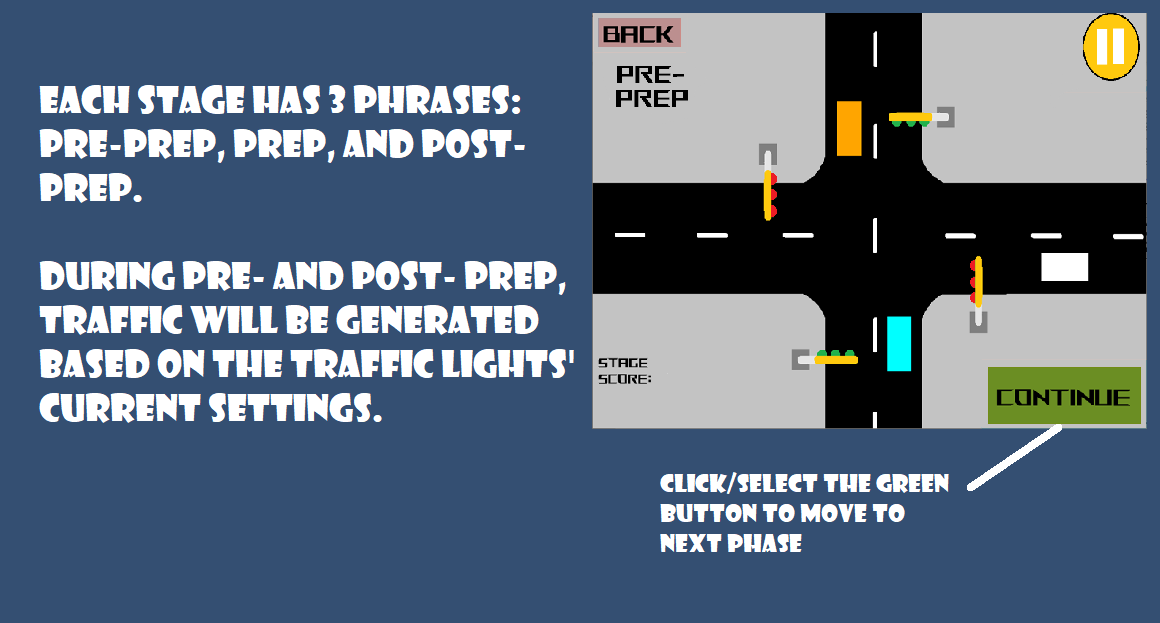 EACH STAGE HAS 3 PHRASES:
PRE-PREP, PREP, AND POST-
PREP.
DURING PRE- AND POST- PREP,
TRAFFIC WILL BE GENERATED
BASED ON THE TRAFFIC LIGHTS'
CURRENT SETTINGS.
BACK
PRE-
PREP
STAGE
SCORE:
CONTINUE
CLICK/SELECT THE GREEN
BUTTON TO MOVE TO
NEXT PHASE